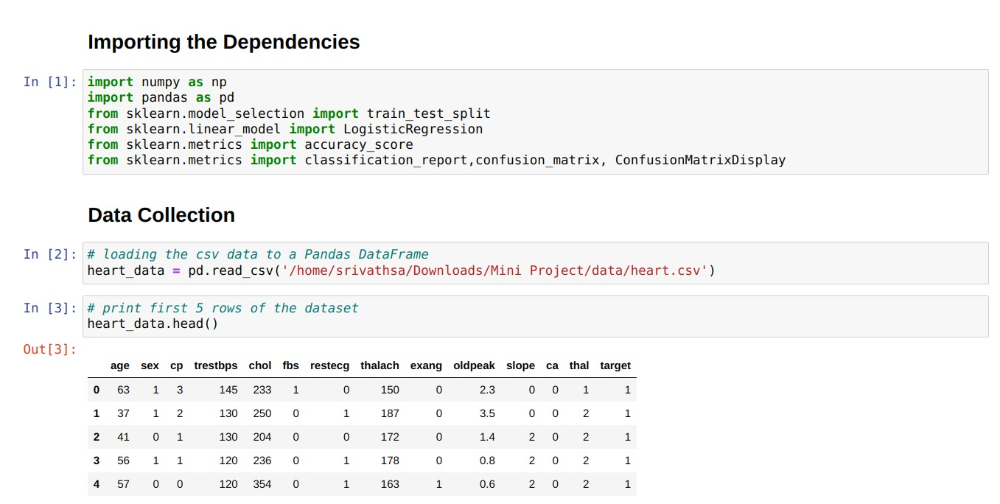 Importing the Dependencies
In [1]: import numpy as np
import pandas as pd
from sklearn.model_selection import train_test_split
from sklearn.linear_model import LogisticRegression
from sklearn.metrics import accuracy_score
from sklearn.metrics import classification_report,confusion_matrix, ConfusionMatrixDisplay
Data Collection
In [2]: # loading the csv data to a Pandas DataFrame
heart_data = pd.read_csv('/home/srivathsa/Downloads/Mini Project/data/heart.csv')
In [3]: # print first 5 rows of the dataset
heart_data.head()
Out[3]:
age sex cp trestbps chol fbs restecg thalach exang oldpeak slope ca thal target
0 63 1 3 145 233 1 0 150 0 2.3 0 0 1 1
1 37 1 2 130 250 0 1 187 0 3.5 0 0 2 1
2 41 0 1 130 204 0 0 172 0 1.4 2 0 2 1
3 56 1 1 120 236 0 1 178 0 0.8 2 0 2 1
4 57 0 0 120 354 0 1 163 1 0.6 2 0 2 1